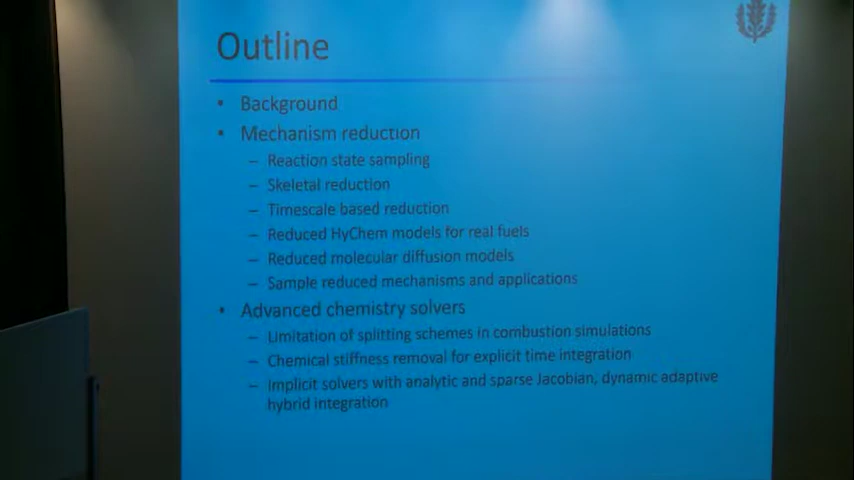 Outline
• Background
• Mechanism reduction
– Reaction state sampling
– Skeletal reduction
– Timescale based reduction
– Reduced HyChem models for real fuels
– Reduced molecular diffusion models
– Sample reduced mechanisms and applications
• Advanced chemistry solvers
– Limitation of splitting schemes in combustion simulations
– Chemical stiffness removal for explicit time integration
– Implicit solvers with analytic and sparse Jacobian, dynamic adaptive
hybrid integration